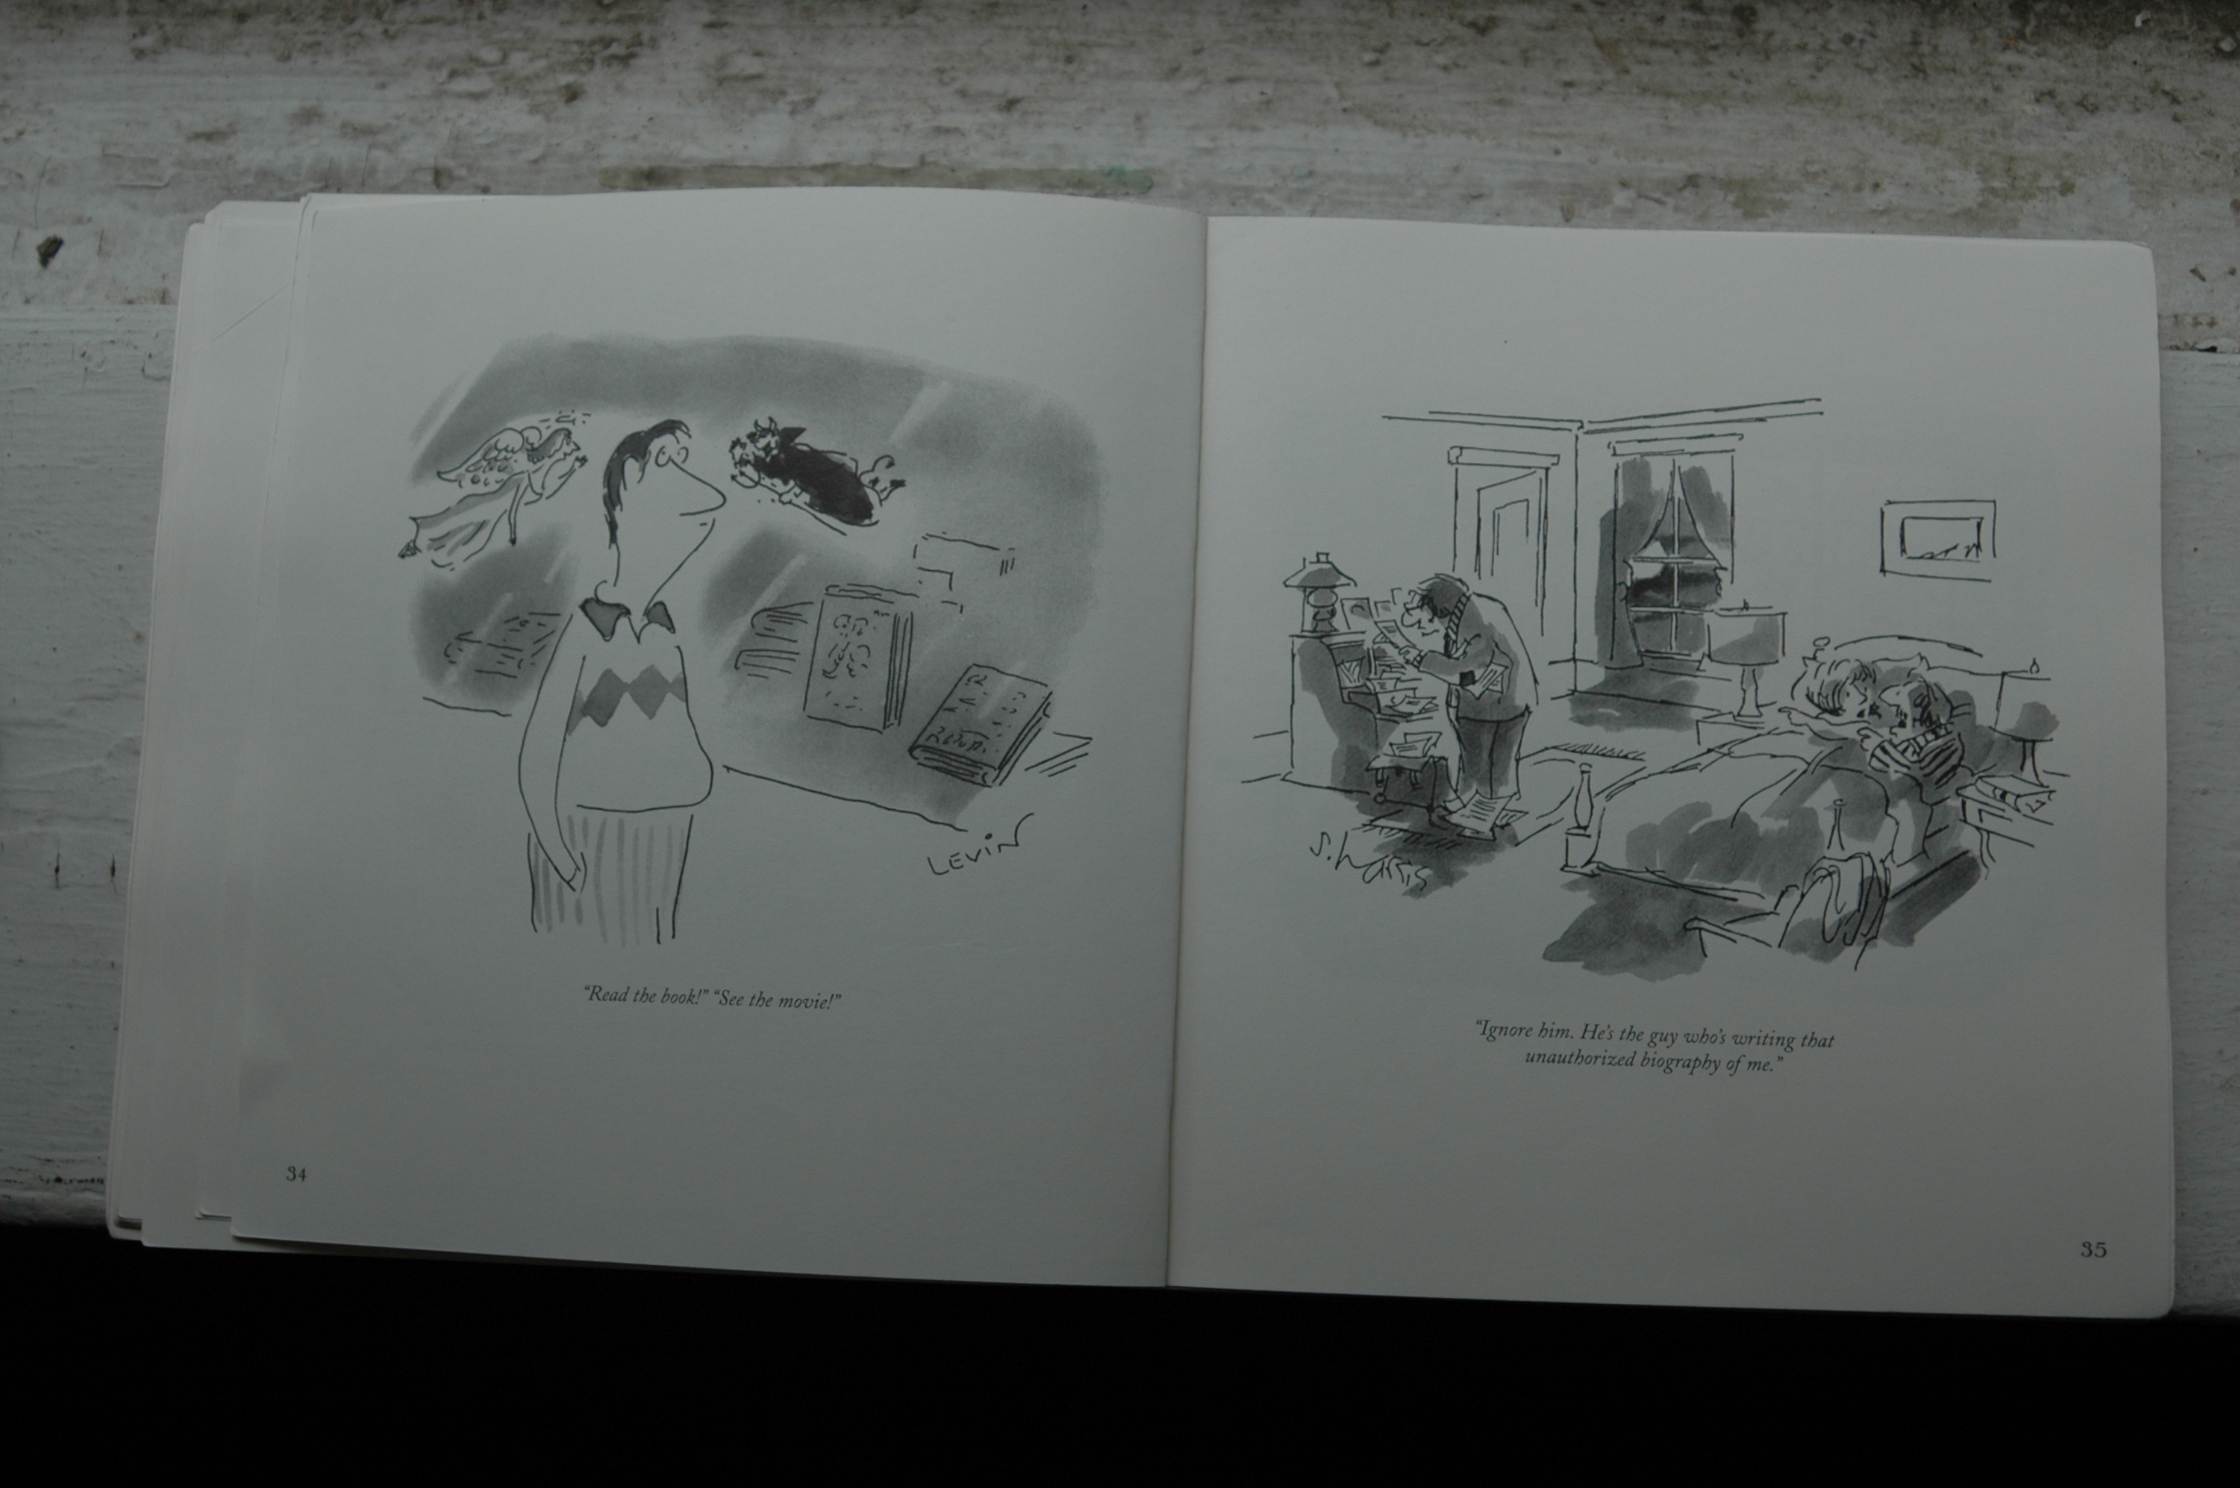 LEVIN
"Read the book!" "See the movie!"
34
S. Harris
"Ignore him. He's the guy who's writing that
unauthorized biography of me."
35